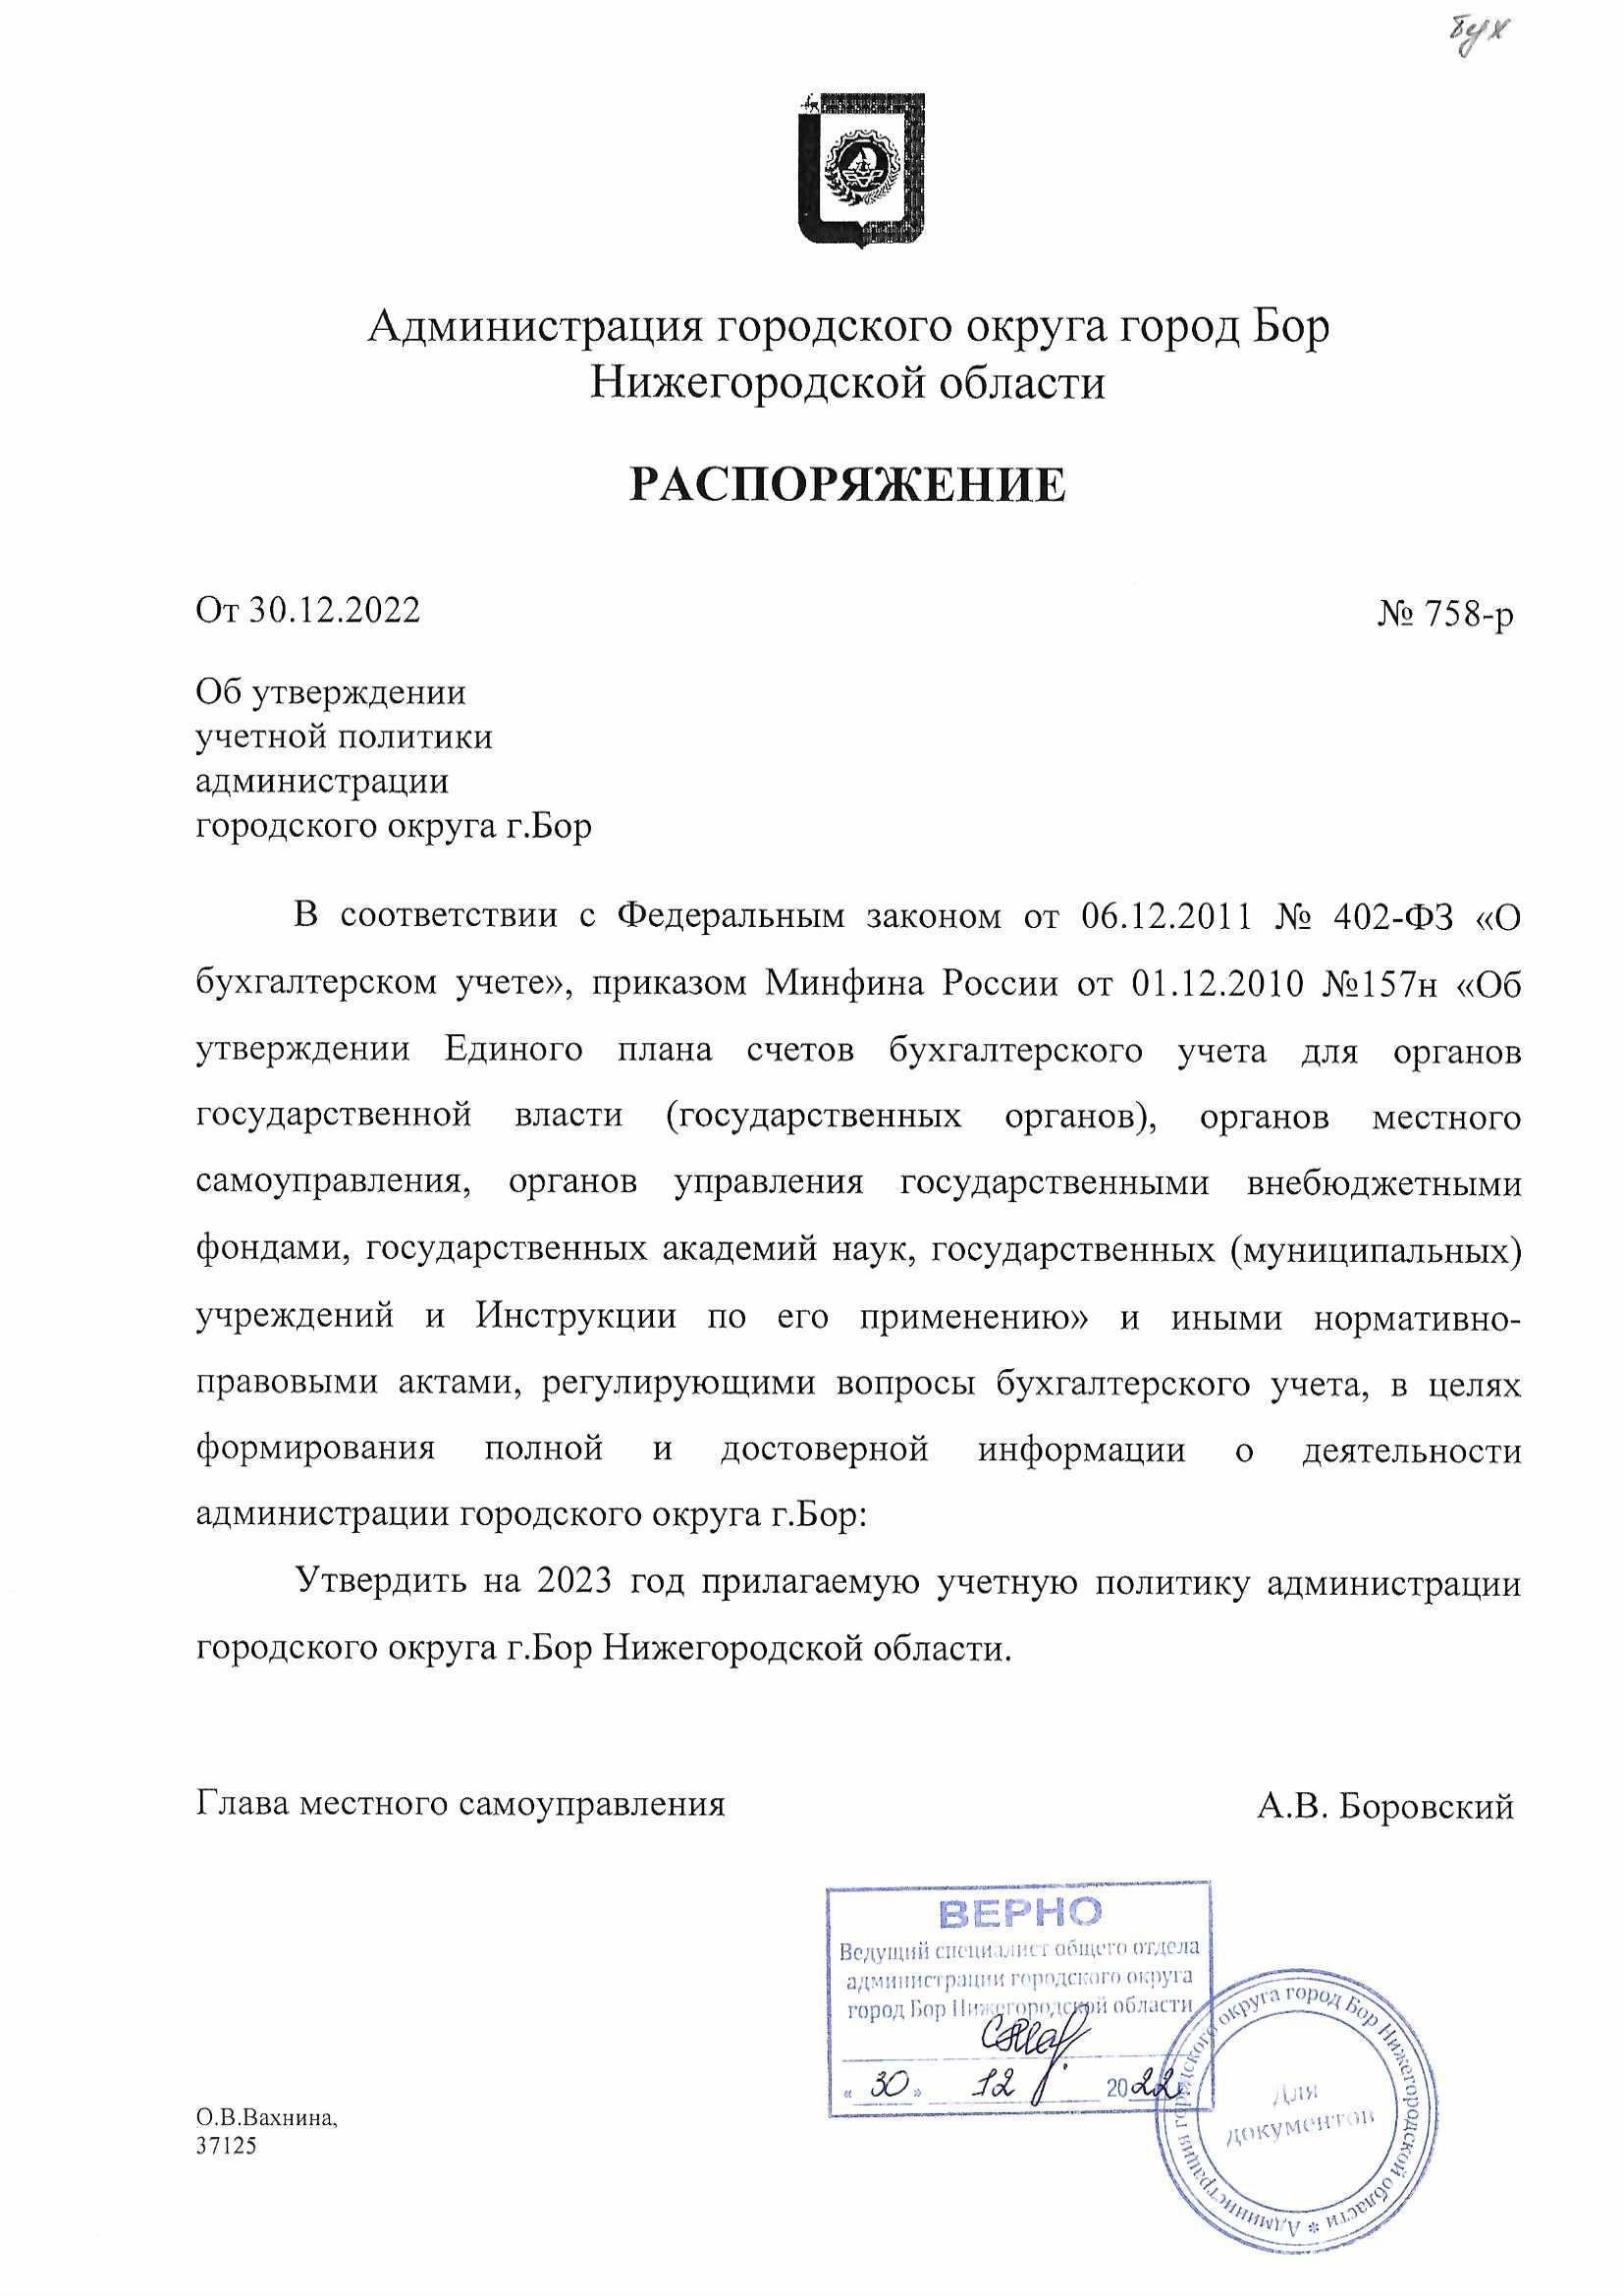 бух
Администрация городского округа город Бор
Нижегородской области
РАСПОРЯЖЕНИЕ
От 30.12.2022 № 758-р
Об утверждении
учетной политики
администрации
городского округа г.Бор
В соответствии с Федеральным законом от 06.12.2011 № 402-ФЗ «О
бухгалтерском учете», приказом Минфина России от 01.12.2010 №157н «Об
утверждении Единого плана счетов бухгалтерского учета для органов
государственной власти (государственных органов), органов местного
самоуправления, органов управления государственными внебюджетными
фондами, государственных академий наук, государственных (муниципальных)
учреждений и Инструкции по его применению» и иными нормативно-
правовыми актами, регулирующими вопросы бухгалтерского учета, в целях
формирования полной и достоверной информации о деятельности
администрации городского округа г.Бор:
Утвердить на 2023 год прилагаемую учетную политику администрации
городского округа г.Бор Нижегородской области.
Глава местного самоуправления А.В. Боровский
ВЕРНО
Ведущий специалист общего отдела
администрации городского округа
город Бор Нижегородской области
«30» 12 2022
Администрация городского округа город Бор Нижегородской области *
Для
документов
О.В.Вахнина,
37125